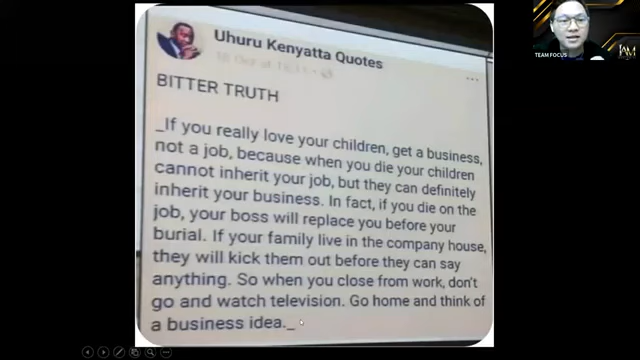 Uhuru Kenyatta Quotes
BITTER TRUTH
_If you really love your children, get a business,
not a job, because when you die your children
cannot inherit your job, but they can definitely
inherit your business. In fact, if you die on the
job, your boss will replace you before your
burial. If your family live in the company house,
they will kick them out before they can say
anything. So when you close from work, don't
go and watch television. Go home and think of
a business idea._
TEAM FOCUS